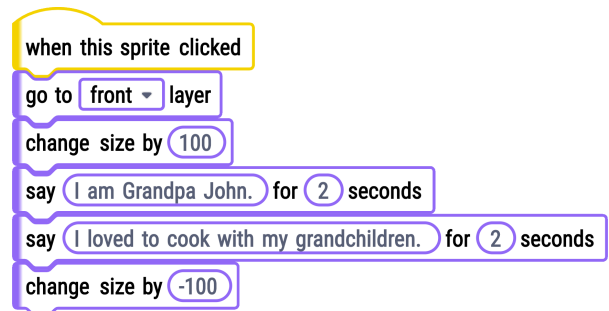 when this sprite clicked
go to front layer
change size by 100
say I am Grandpa John. for 2 seconds
say I loved to cook with my grandchildren. for 2 seconds
change size by -100